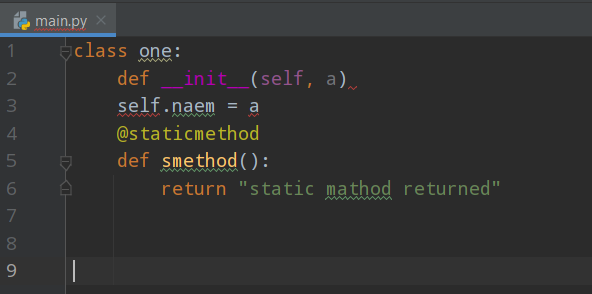 main.py
1 class one:
2     def __init__(self, a)
3     self.naem = a
4     @staticmethod
5     def smethod():
6         return "static mathod returned"
7
8
9